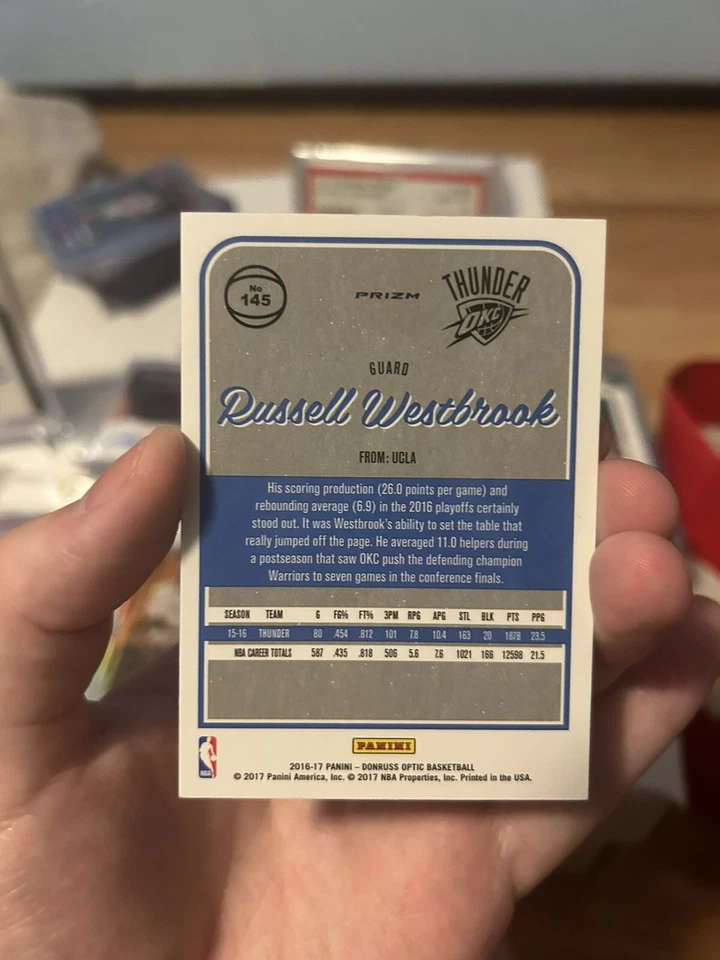 No
145
PRIZM
THUNDER
OKC
GUARD
Russell Westbrook
FROM: UCLA
His scoring production (26.0 points per game) and
rebounding average (6.9) in the 2016 playoffs certainly
stood out. It was Westbrook's ability to set the table that
really jumped off the page. He averaged 11.0 helpers during
a postseason that saw OKC push the defending champion
Warriors to seven games in the conference finals.
SEASON TEAM G FG% FT% 3PM RPG APG STL BLK PTS PPG
15-16 THUNDER 80 .454 .812 101 7.8 10.4 163 20 1878 23.5
NBA CAREER TOTALS 587 .435 .818 506 5.6 7.6 1021 166 12598 21.5
PANINI
NBA
2016-17 PANINI – DONRUSS OPTIC BASKETBALL
© 2017 Panini America, Inc. © 2017 NBA Properties, Inc. Printed in the USA.